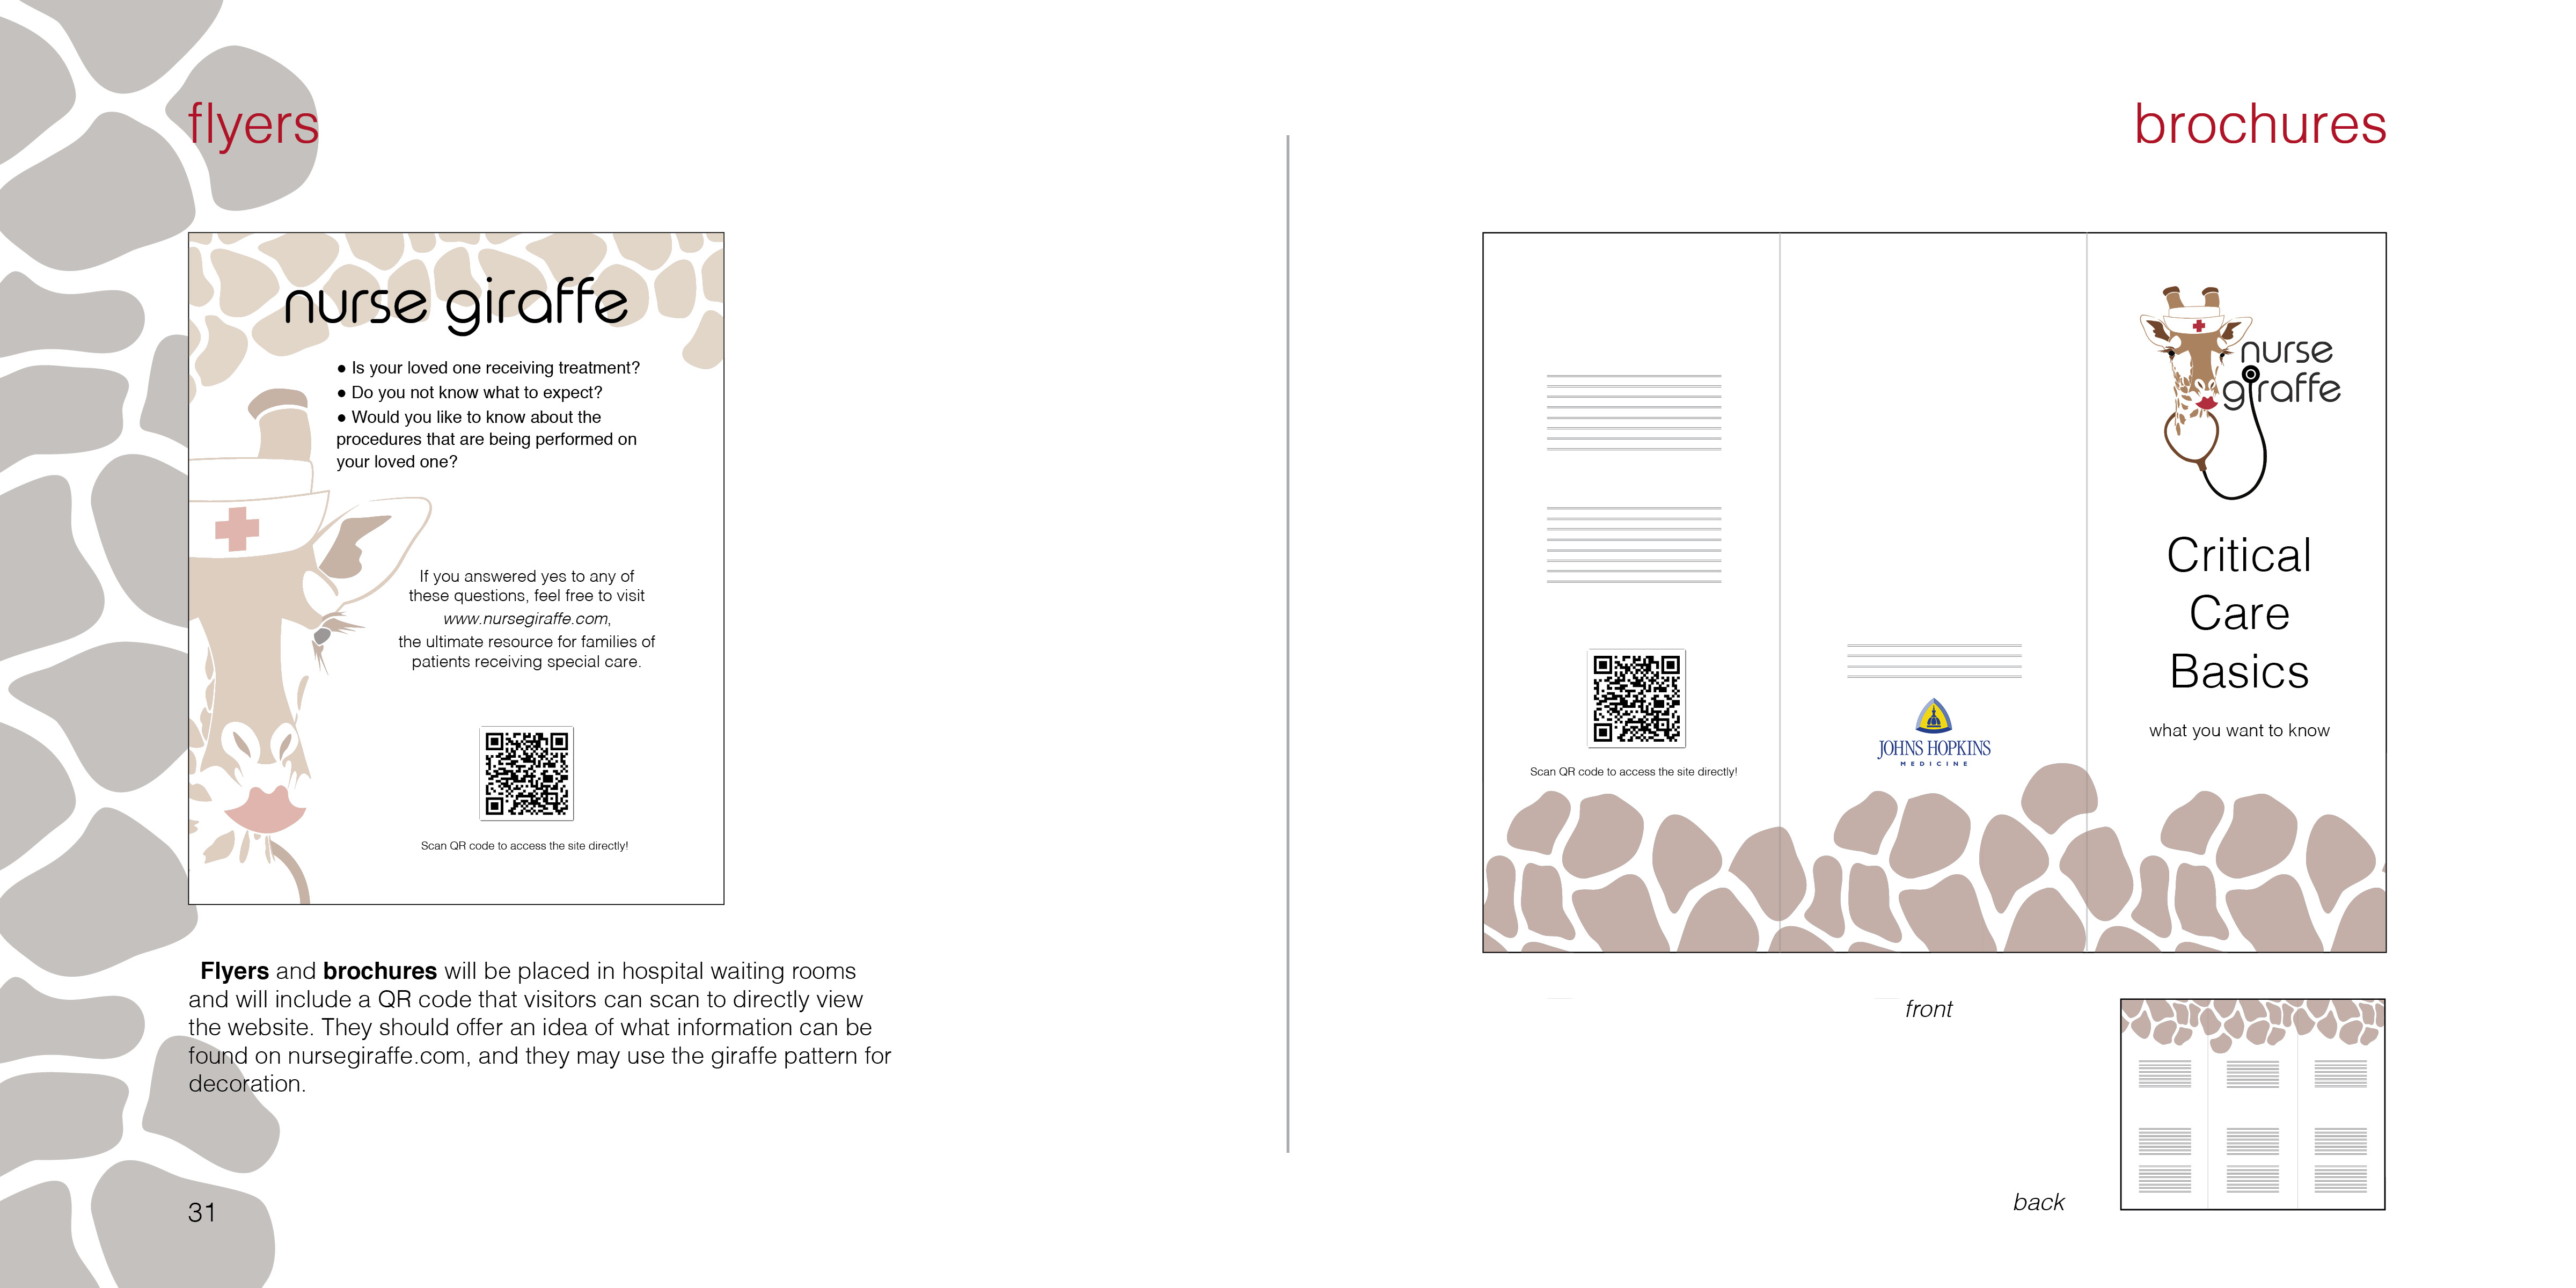 flyers
nurse giraffe
● Is your loved one receiving treatment?
● Do you not know what to expect?
● Would you like to know about the
procedures that are being performed on
your loved one?
If you answered yes to any of
these questions, feel free to visit
www.nursegiraffe.com,
the ultimate resource for families of
patients receiving special care.
Scan QR code to access the site directly!
Flyers and brochures will be placed in hospital waiting rooms
and will include a QR code that visitors can scan to directly view
the website. They should offer an idea of what information can be
found on nursegiraffe.com, and they may use the giraffe pattern for
decoration.
31
brochures
Scan QR code to access the site directly!
JOHNS HOPKINS
MEDICINE
nurse
giraffe
Critical
Care
Basics
what you want to know
front
back